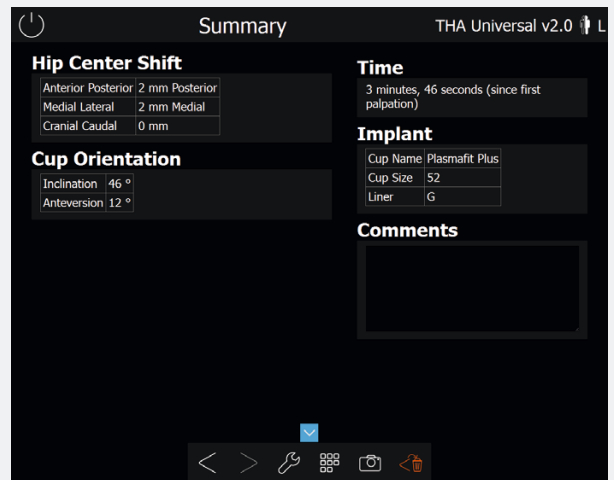 Summary
THA Universal v2.0 L
Hip Center Shift
Anterior Posterior 2 mm Posterior
Medial Lateral 2 mm Medial
Cranial Caudal 0 mm
Cup Orientation
Inclination 46 °
Anteversion 12 °
Time
3 minutes, 46 seconds (since first
palpation)
Implant
Cup Name Plasmafit Plus
Cup Size 52
Liner G
Comments